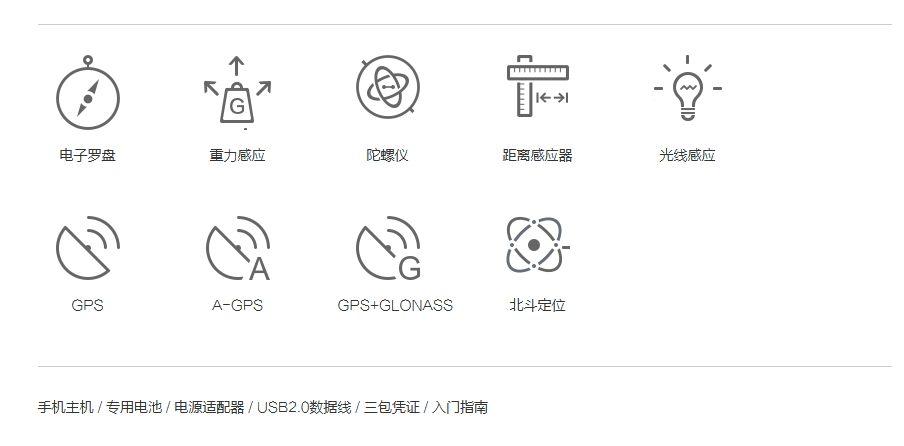 G
电子罗盘 重力感应 陀螺仪 距离感应器 光线感应
A G
GPS A-GPS GPS+GLONASS 北斗定位
手机主机 / 专用电池 / 电源适配器 / USB2.0数据线 / 三包凭证 / 入门指南